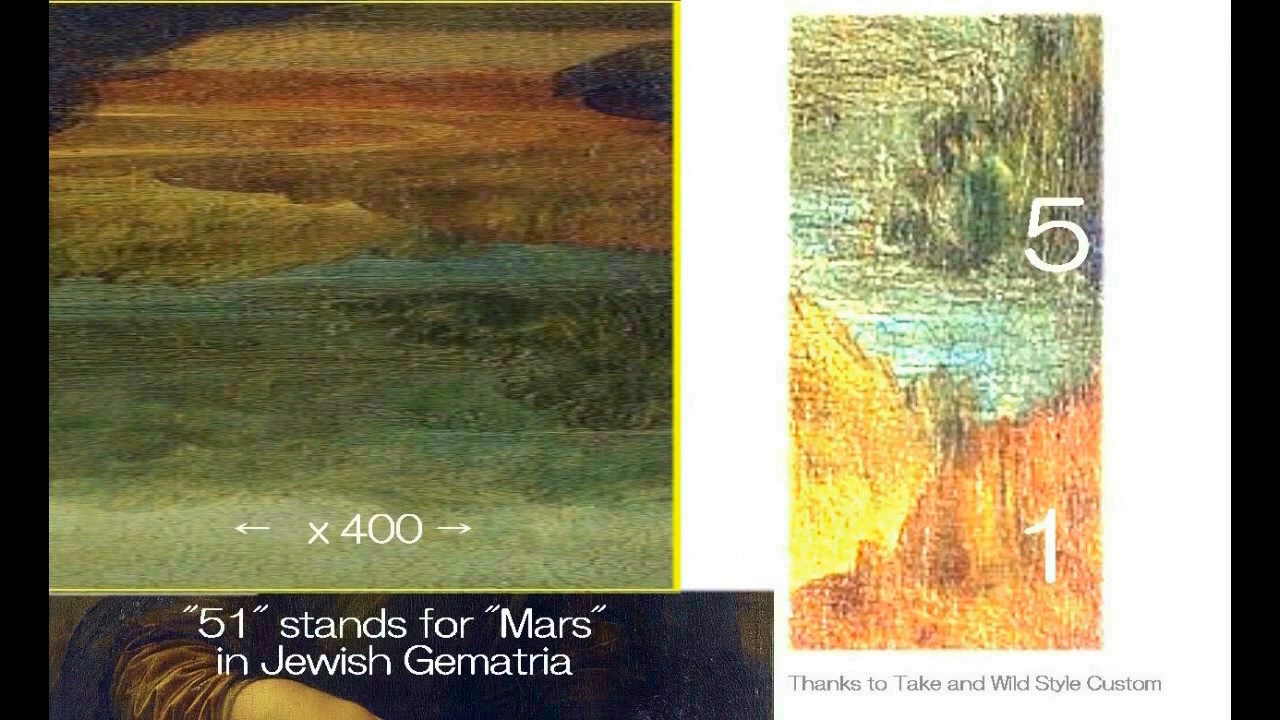 ← x 400 →
"51" stands for "Mars"
in Jewish Gematria
5
1
Thanks to Take and Wild Style Custom